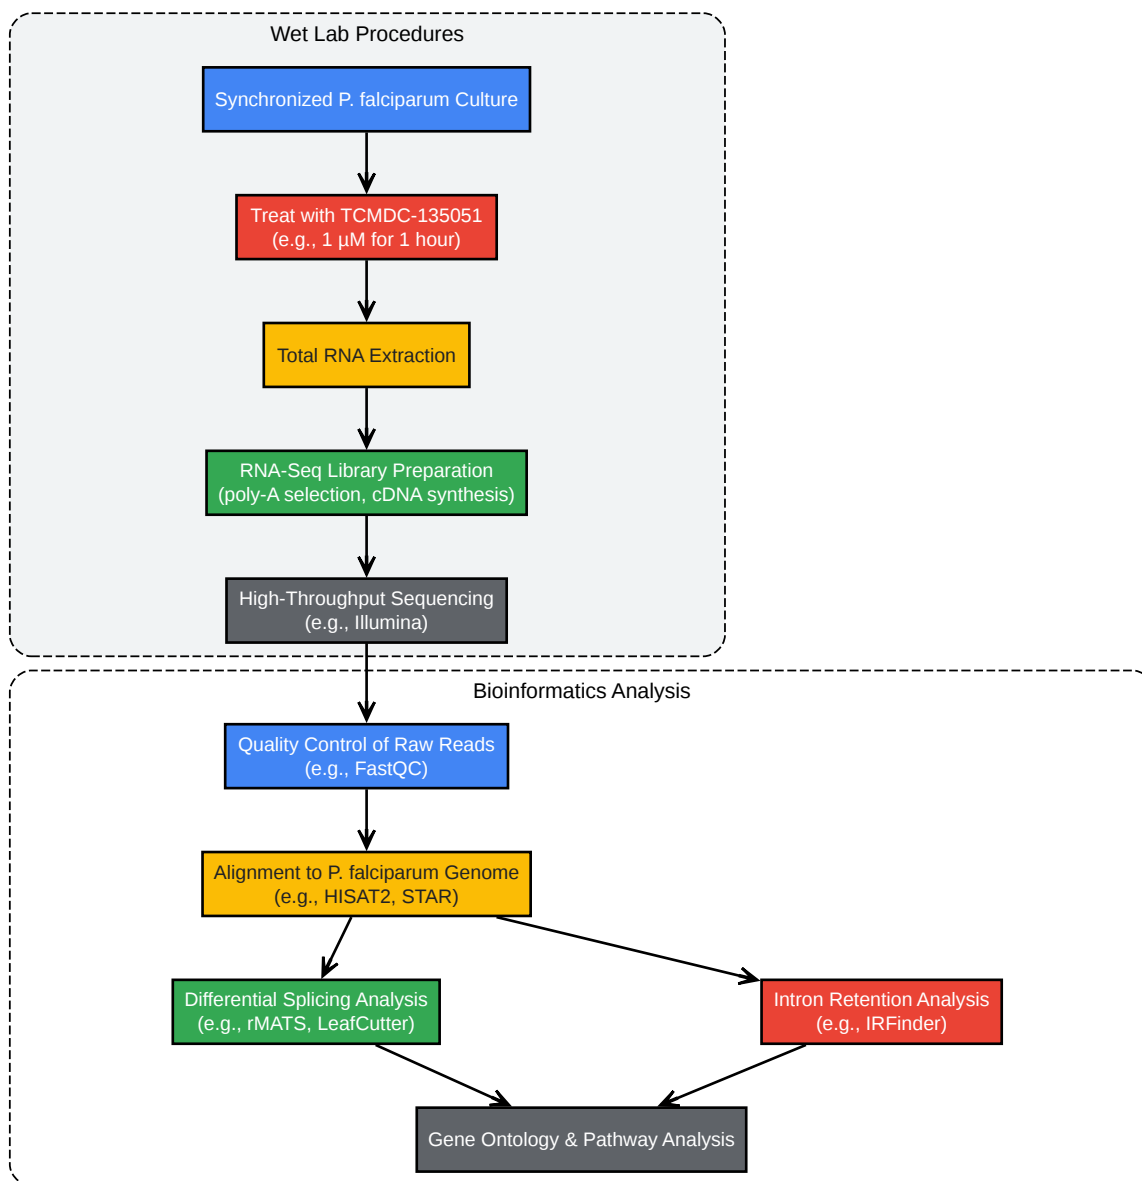 Wet Lab Procedures
Synchronized P. falciparum Culture
Treat with TCMDC-135051
(e.g., 1 µM for 1 hour)
Total RNA Extraction
RNA-Seq Library Preparation
(poly-A selection, cDNA synthesis)
High-Throughput Sequencing
(e.g., Illumina)
Bioinformatics Analysis
Quality Control of Raw Reads
(e.g., FastQC)
Alignment to P. falciparum Genome
(e.g., HISAT2, STAR)
Differential Splicing Analysis
(e.g., rMATS, LeafCutter)
Intron Retention Analysis
(e.g., IRFinder)
Gene Ontology & Pathway Analysis